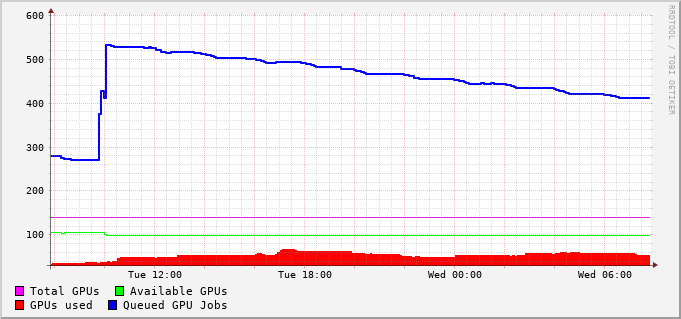 600
500
400
300
200
100
Tue 12:00 Tue 18:00 Wed 00:00 Wed 06:00
Total GPUs Available GPUs
GPUs used Queued GPU Jobs
RRDTOOL / TOBI OETIKER